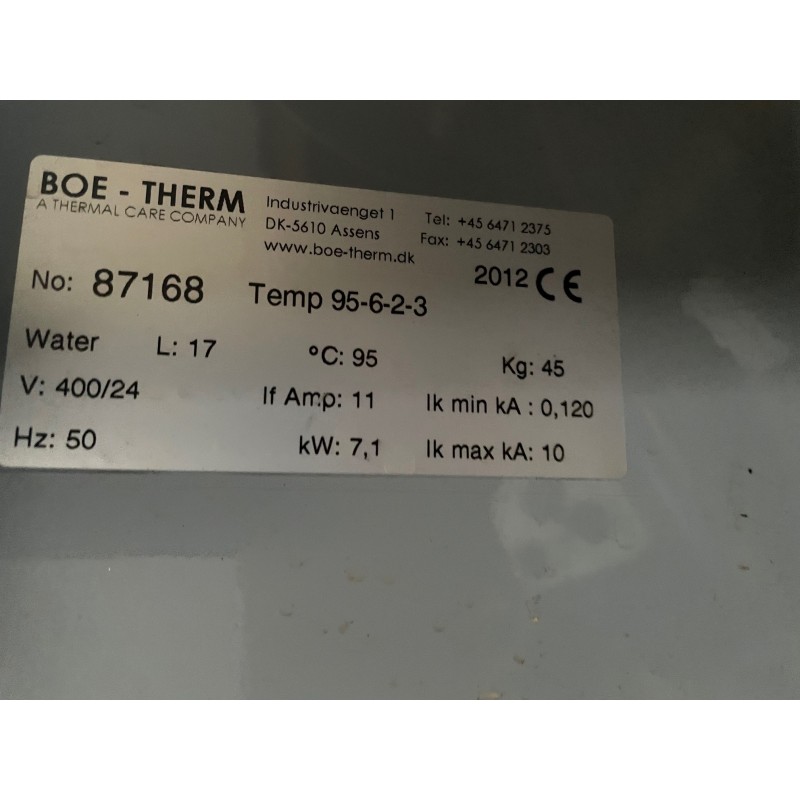 BOE - THERM
A THERMAL CARE COMPANY
Industrivaenget 1
DK-5610 Assens
www.boe-therm.dk
Tel: +45 6471 2375
Fax: +45 6471 2303
2012 CE
No: 87168 Temp 95-6-2-3
Water L: 17 °C: 95 Kg: 45
V: 400/24 If Amp: 11 Ik min kA : 0,120
Hz: 50 kW: 7,1 Ik max kA: 10